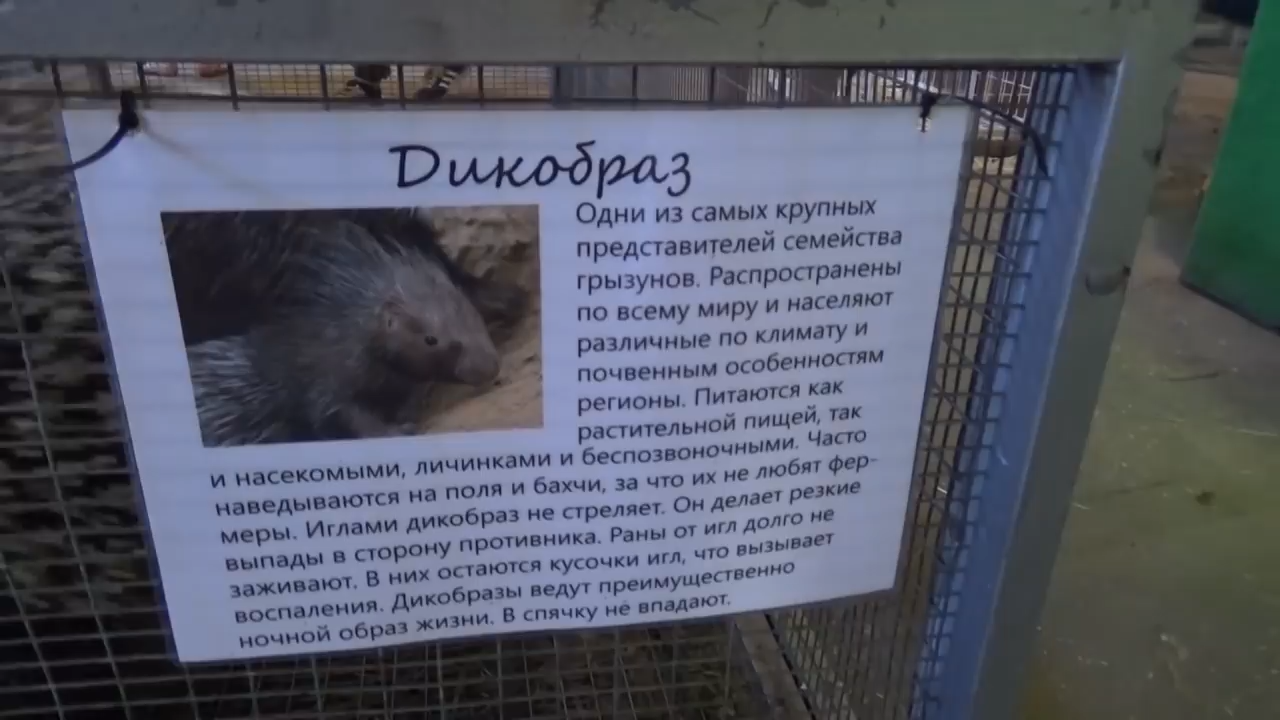 Дикобраз
Одни из самых крупных
представителей семейства
грызунов. Распространены
по всему миру и населяют
различные по климату и
почвенным особенностям
регионы. Питаются как
растительной пищей, так
и насекомыми, личинками и беспозвоночными. Часто
наведываются на поля и бахчи, за что их не любят фер-
меры. Иглами дикобраз не стреляет. Он делает резкие
выпады в сторону противника. Раны от игл долго не
заживают. В них остаются кусочки игл, что вызывает
воспаления. Дикобразы ведут преимущественно
ночной образ жизни. В спячку не впадают.